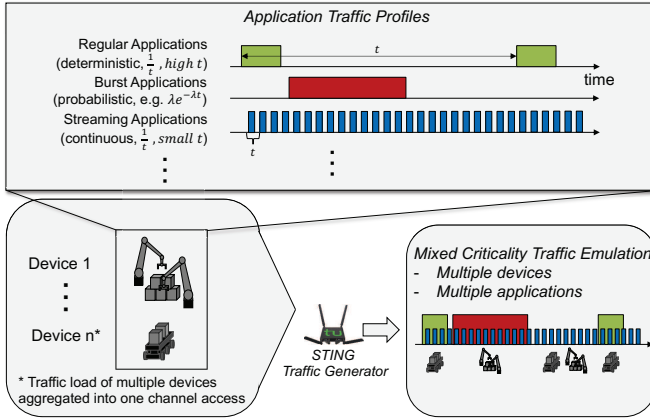 Application Traffic Profiles
Regular Applications
(deterministic, 1/t , high t)
t
time
Burst Applications
(probabilistic, e.g. λe^−λt)
Streaming Applications
(continuous, 1/t , small t)
t
Device 1
Device n*
* Traffic load of multiple devices
aggregated into one channel access
STING
Traffic Generator
Mixed Criticality Traffic Emulation
- Multiple devices
- Multiple applications